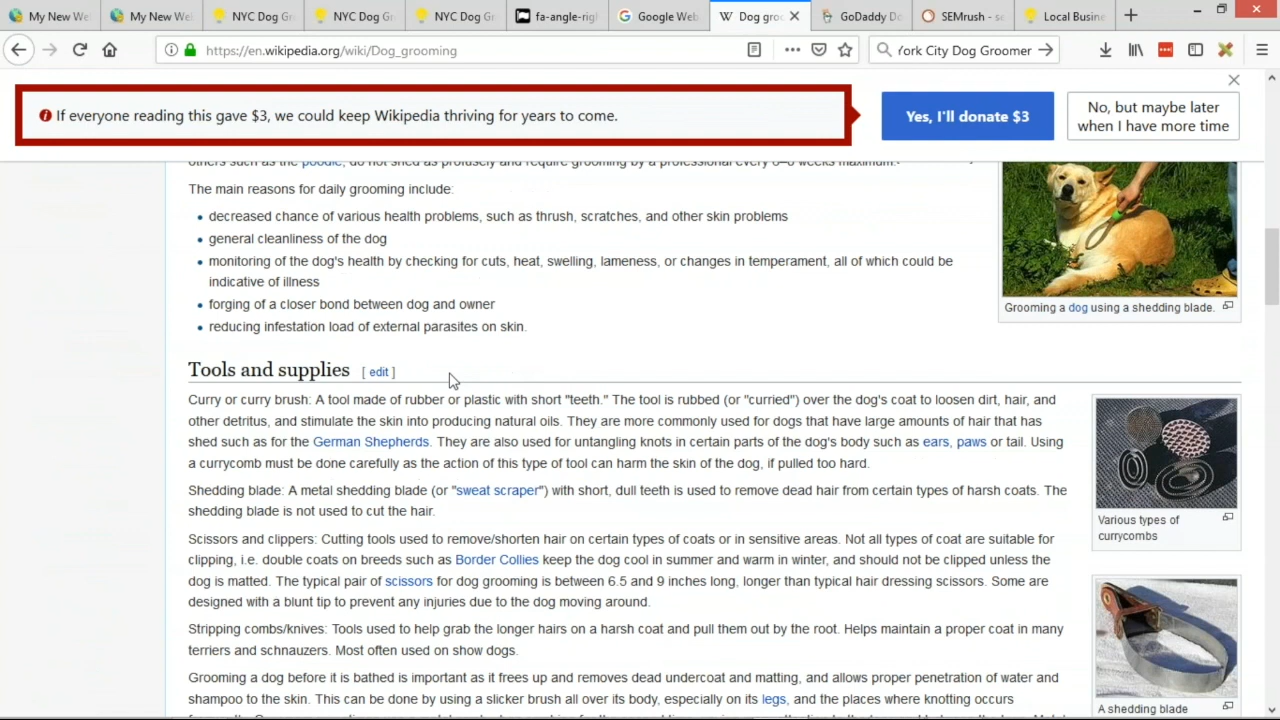 My New We
My New We
NYC Dog Gr
NYC Dog Gr
NYC Dog Gr
fa-angle-rig
Google Web
Dog groo
GoDaddy Do
SEMrush - se
Local Busine
https://en.wikipedia.org/wiki/Dog_grooming
York City Dog Groomer
If everyone reading this gave $3, we could keep Wikipedia thriving for years to come.
Yes, I'll donate $3
No, but maybe later
when I have more time
others such as the poodle, do not shed as profusely and require grooming by a professional every 6–8 weeks maximum.
The main reasons for daily grooming include:
• decreased chance of various health problems, such as thrush, scratches, and other skin problems
• general cleanliness of the dog
• monitoring of the dog's health by checking for cuts, heat, swelling, lameness, or changes in temperament, all of which could be
indicative of illness
• forging of a closer bond between dog and owner
• reducing infestation load of external parasites on skin.
Grooming a dog using a shedding blade.
Tools and supplies [ edit ]
Curry or curry brush: A tool made of rubber or plastic with short "teeth." The tool is rubbed (or "curried") over the dog's coat to loosen dirt, hair, and
other detritus, and stimulate the skin into producing natural oils. They are more commonly used for dogs that have large amounts of hair that has
shed such as for the German Shepherds. They are also used for untangling knots in certain parts of the dog's body such as ears, paws or tail. Using
a currycomb must be done carefully as the action of this type of tool can harm the skin of the dog, if pulled too hard.
Shedding blade: A metal shedding blade (or "sweat scraper") with short, dull teeth is used to remove dead hair from certain types of harsh coats. The
shedding blade is not used to cut the hair.
Various types of
currycombs
Scissors and clippers: Cutting tools used to remove/shorten hair on certain types of coats or in sensitive areas. Not all types of coat are suitable for
clipping, i.e. double coats on breeds such as Border Collies keep the dog cool in summer and warm in winter, and should not be clipped unless the
dog is matted. The typical pair of scissors for dog grooming is between 6.5 and 9 inches long, longer than typical hair dressing scissors. Some are
designed with a blunt tip to prevent any injuries due to the dog moving around.
Stripping combs/knives: Tools used to help grab the longer hairs on a harsh coat and pull them out by the root. Helps maintain a proper coat in many
terriers and schnauzers. Most often used on show dogs.
Grooming a dog before it is bathed is important as it frees up and removes dead undercoat and matting, and allows proper penetration of water and
shampoo to the skin. This can be done by using a slicker brush all over its body, especially on its legs, and the places where knotting occurs
A shedding blade